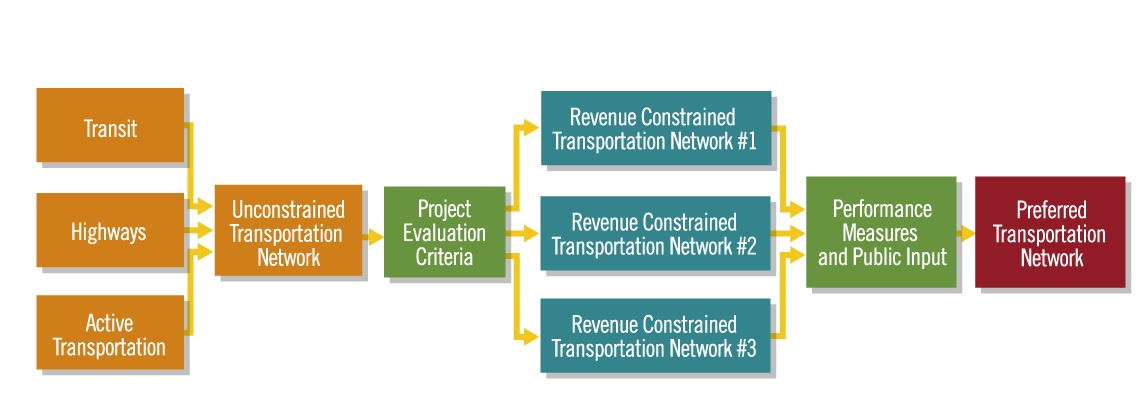 Transit
Highways
Active
Transportation
Unconstrained
Transportation
Network
Project
Evaluation
Criteria
Revenue Constrained
Transportation Network #1
Revenue Constrained
Transportation Network #2
Revenue Constrained
Transportation Network #3
Performance
Measures
and Public Input
Preferred
Transportation
Network